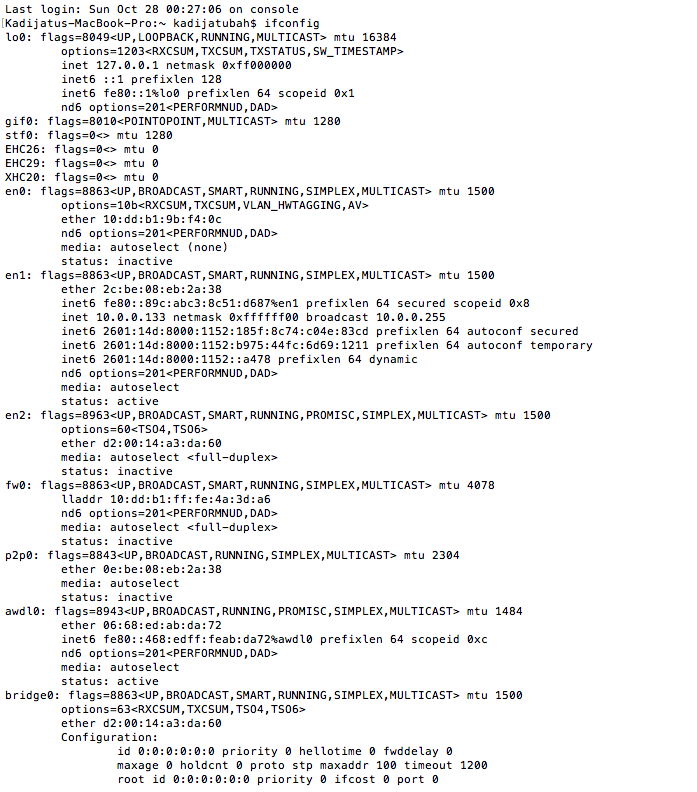 Last login: Sun Oct 28 00:27:06 on console
[Kadijatus-MacBook-Pro:~ kadijatubah$ ifconfig
lo0: flags=8049<UP,LOOPBACK,RUNNING,MULTICAST> mtu 16384
        options=1203<RXCSUM,TXCSUM,TXSTATUS,SW_TIMESTAMP>
        inet 127.0.0.1 netmask 0xff000000
        inet6 ::1 prefixlen 128
        inet6 fe80::1%lo0 prefixlen 64 scopeid 0x1
        nd6 options=201<PERFORMNUD,DAD>
gif0: flags=8010<POINTOPOINT,MULTICAST> mtu 1280
stf0: flags=0<> mtu 1280
EHC26: flags=0<> mtu 0
EHC29: flags=0<> mtu 0
XHC20: flags=0<> mtu 0
en0: flags=8863<UP,BROADCAST,SMART,RUNNING,SIMPLEX,MULTICAST> mtu 1500
        options=10b<RXCSUM,TXCSUM,VLAN_HWTAGGING,AV>
        ether 10:dd:b1:9b:f4:0c
        nd6 options=201<PERFORMNUD,DAD>
        media: autoselect (none)
        status: inactive
en1: flags=8863<UP,BROADCAST,SMART,RUNNING,SIMPLEX,MULTICAST> mtu 1500
        ether 2c:be:08:eb:2a:38
        inet6 fe80::89c:abc3:8c51:d687%en1 prefixlen 64 secured scopeid 0x8
        inet 10.0.0.133 netmask 0xffffff00 broadcast 10.0.0.255
        inet6 2601:14d:8000:1152:185f:8c74:c04e:83cd prefixlen 64 autoconf secured
        inet6 2601:14d:8000:1152:b975:44fc:6d69:1211 prefixlen 64 autoconf temporary
        inet6 2601:14d:8000:1152::a478 prefixlen 64 dynamic
        nd6 options=201<PERFORMNUD,DAD>
        media: autoselect
        status: active
en2: flags=8963<UP,BROADCAST,SMART,RUNNING,PROMISC,SIMPLEX,MULTICAST> mtu 1500
        options=60<TSO4,TSO6>
        ether d2:00:14:a3:da:60
        media: autoselect <full-duplex>
        status: inactive
fw0: flags=8863<UP,BROADCAST,SMART,RUNNING,SIMPLEX,MULTICAST> mtu 4078
        lladdr 10:dd:b1:ff:fe:4a:3d:a6
        nd6 options=201<PERFORMNUD,DAD>
        media: autoselect <full-duplex>
        status: inactive
p2p0: flags=8843<UP,BROADCAST,RUNNING,SIMPLEX,MULTICAST> mtu 2304
        ether 0e:be:08:eb:2a:38
        media: autoselect
        status: inactive
awdl0: flags=8943<UP,BROADCAST,RUNNING,PROMISC,SIMPLEX,MULTICAST> mtu 1484
        ether 06:68:ed:ab:da:72
        inet6 fe80::468:edff:feab:da72%awdl0 prefixlen 64 scopeid 0xc
        nd6 options=201<PERFORMNUD,DAD>
        media: autoselect
        status: active
bridge0: flags=8863<UP,BROADCAST,SMART,RUNNING,SIMPLEX,MULTICAST> mtu 1500
        options=63<RXCSUM,TXCSUM,TSO4,TSO6>
        ether d2:00:14:a3:da:60
        Configuration:
                id 0:0:0:0:0:0 priority 0 hellotime 0 fwddelay 0
                maxage 0 holdcnt 0 proto stp maxaddr 100 timeout 1200
                root id 0:0:0:0:0:0 priority 0 ifcost 0 port 0